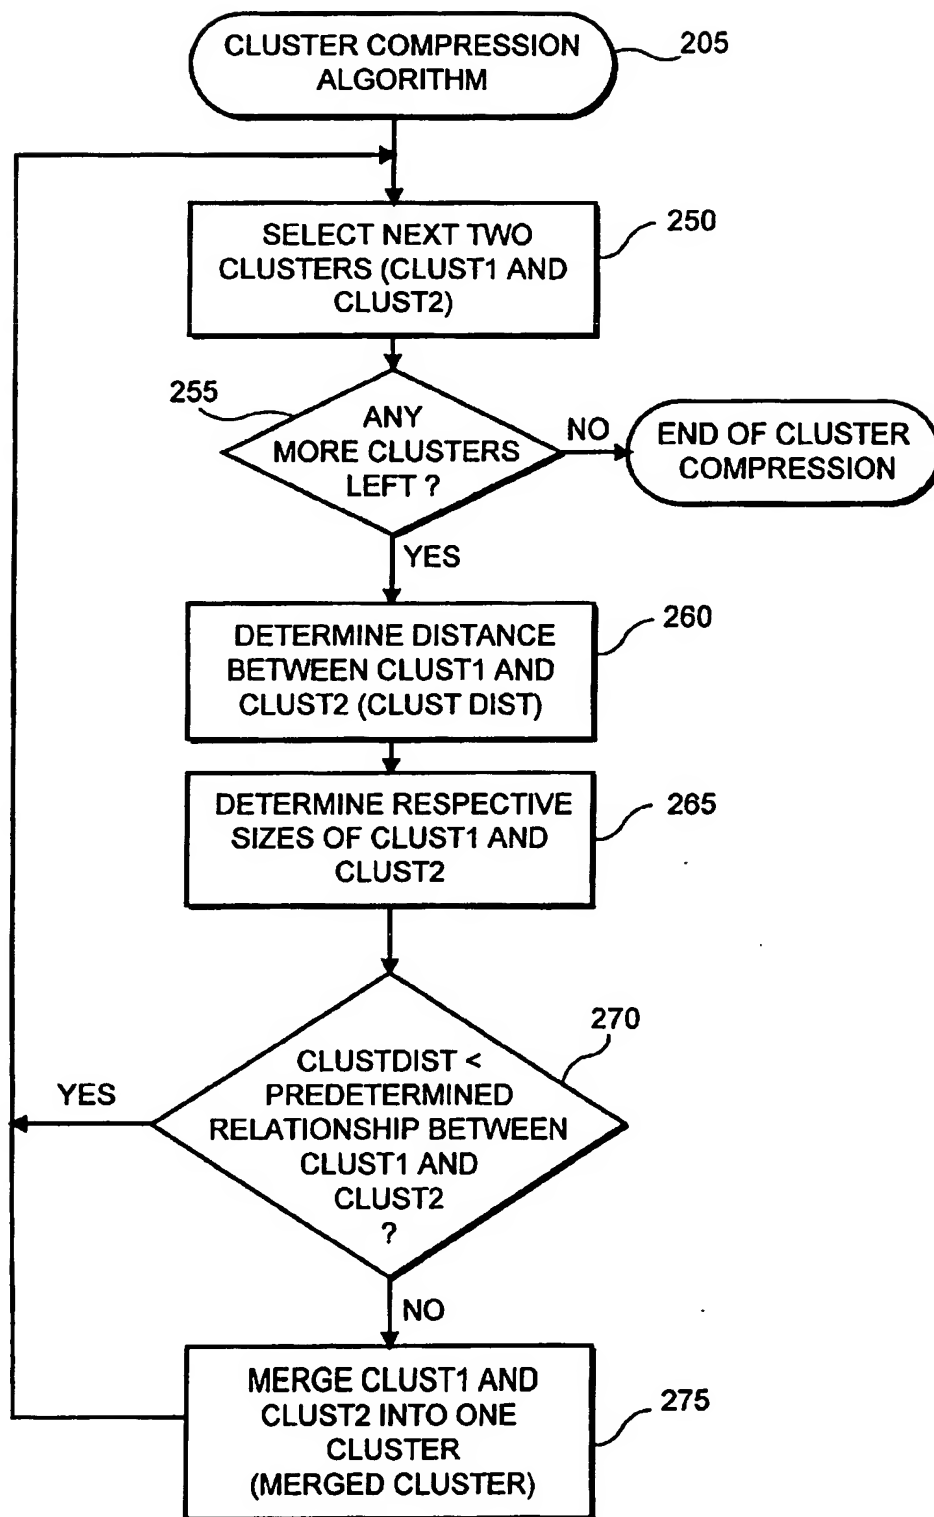 CLUSTER COMPRESSION
ALGORITHM
205
SELECT NEXT TWO
CLUSTERS (CLUST1 AND
CLUST2)
250
255
ANY
MORE CLUSTERS
LEFT ?
NO
END OF CLUSTER
COMPRESSION
YES
DETERMINE DISTANCE
BETWEEN CLUST1 AND
CLUST2 (CLUST DIST)
260
DETERMINE RESPECTIVE
SIZES OF CLUST1 AND
CLUST2
265
270
CLUSTDIST <
PREDETERMINED
RELATIONSHIP BETWEEN
CLUST1 AND
CLUST2
?
YES
NO
MERGE CLUST1 AND
CLUST2 INTO ONE
CLUSTER
(MERGED CLUSTER)
275